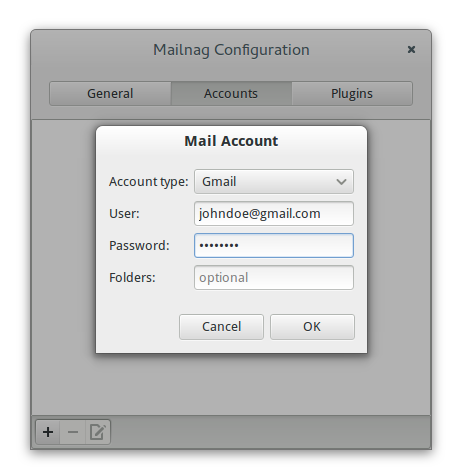 Mailnag Configuration
General Accounts Plugins
Mail Account
Account type: Gmail
User: johndoe@gmail.com
Password: ••••••••
Folders: optional
Cancel OK